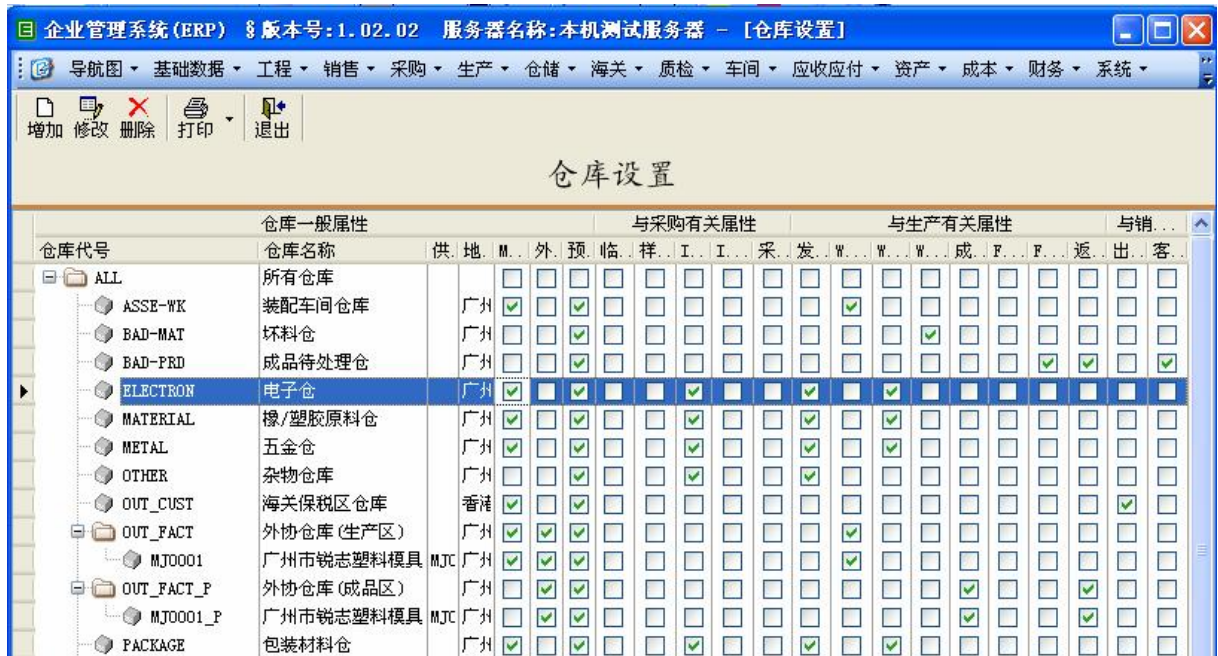 企业管理系统(ERP) §版本号:1.02.02 服务器名称:本机测试服务器 - [仓库设置]
导航图 基础数据 工程 销售 采购 生产 仓储 海关 质检 车间 应收应付 资产 成本 财务 系统
增加 修改 删除 打印 退出
仓库设置
仓库一般属性 与采购有关属性 与生产有关属性 与销...
仓库代号 仓库名称 供. 地. M.. 外. 预. 临.. 样.. I... I... 采.. 发.. W... W... W... 成.. F... F... 返.. 出.. 客..
ALL 所有仓库
ASSE-WK 装配车间仓库 广州
BAD-MAT 坏料仓 广州
BAD-PRD 成品待处理仓 广州
ELECTRON 电子仓 广州
MATERIAL 橡/塑胶原料仓 广州
METAL 五金仓 广州
OTHER 杂物仓库 广州
OUT_CUST 海关保税区仓库 香港
OUT_FACT 外协仓库(生产区) 广州
MJ0001 广州市锐志塑料模具 MJ 广州
OUT_FACT_P 外协仓库(成品区) 广州
MJ0001_P 广州市锐志塑料模具 MJ 广州
PACKAGE 包装材料仓 广州